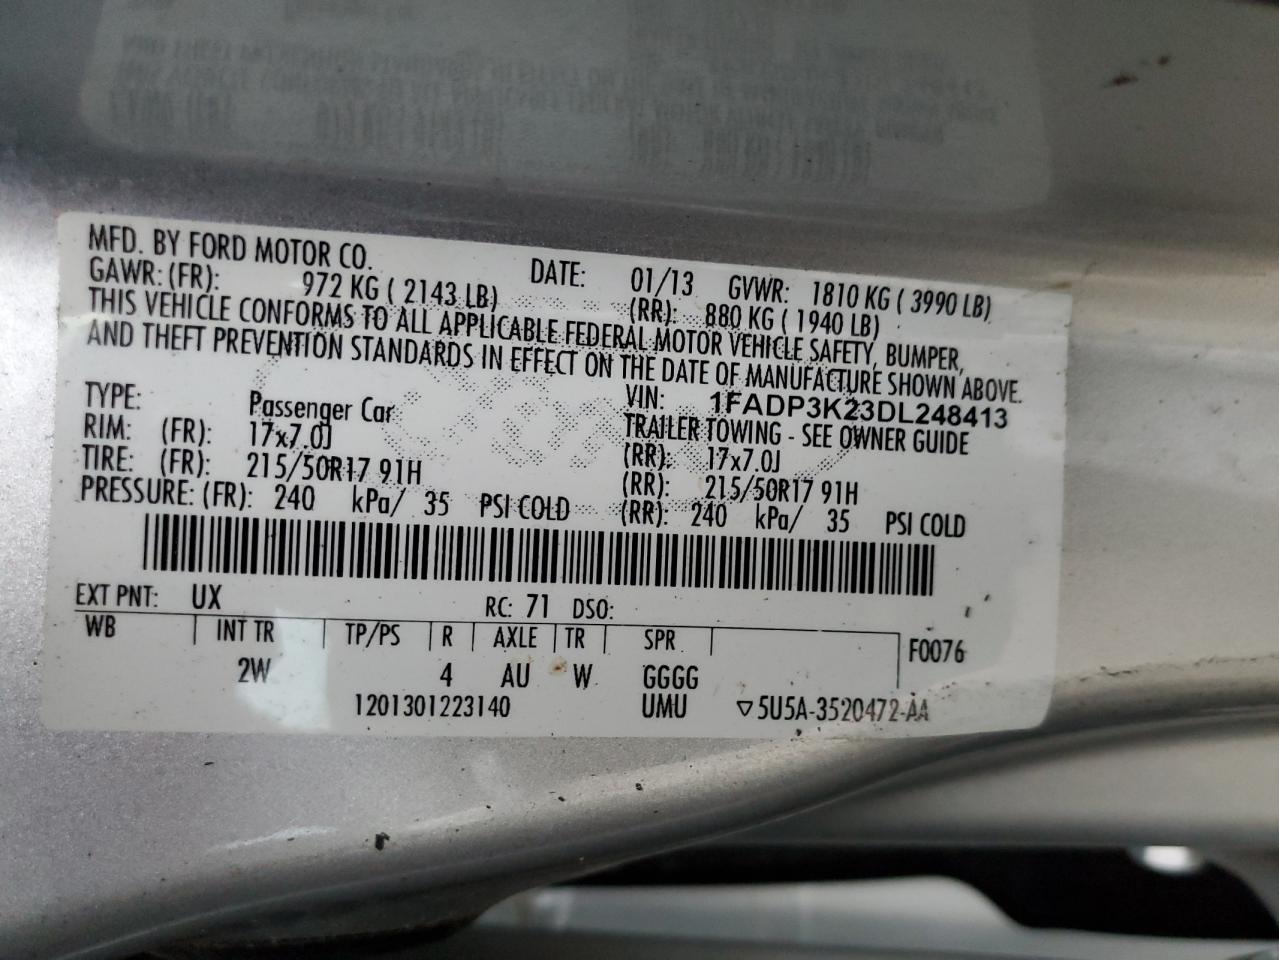 MFD. BY FORD MOTOR CO. DATE: 01/13 GVWR: 1810 KG ( 3990 LB)
GAWR: (FR): 972 KG ( 2143 LB) (RR): 880 KG ( 1940 LB)
THIS VEHICLE CONFORMS TO ALL APPLICABLE FEDERAL MOTOR VEHICLE SAFETY, BUMPER,
AND THEFT PREVENTION STANDARDS IN EFFECT ON THE DATE OF MANUFACTURE SHOWN ABOVE.
TYPE: Passenger Car VIN: 1FADP3K23DL248413
TRAILER TOWING - SEE OWNER GUIDE
RIM: (FR): 17x7.0J (RR): 17x7.0J
TIRE: (FR): 215/50R17 91H (RR): 215/50R17 91H
PRESSURE: (FR): 240 kPa/ 35 PSI COLD (RR): 240 kPa/ 35 PSI COLD
EXT PNT: UX RC: 71 DSO:
WB INT TR TP/PS R AXLE TR SPR F0076
2W 4 AU W GGGG
1201301223140 UMU ▽5U5A-3520472-AA